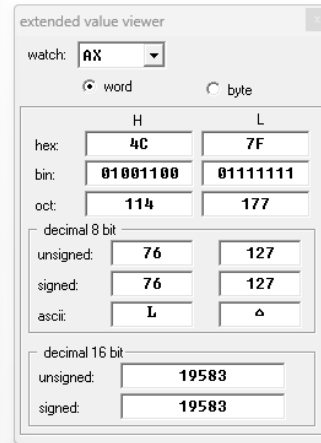 extended value viewer x
watch: AX
word byte
H L
hex: 4C 7F
bin: 01001100 01111111
oct: 114 177
decimal 8 bit
unsigned: 76 127
signed: 76 127
ascii: L ⌂
decimal 16 bit
unsigned: 19583
signed: 19583